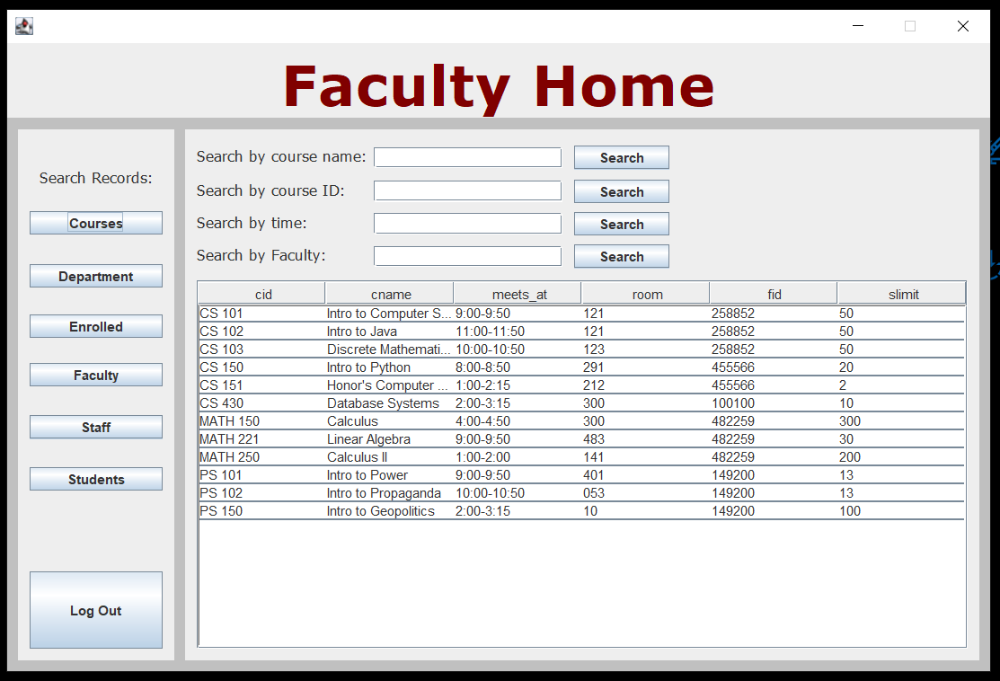 Faculty Home
Search Records:
Courses
Department
Enrolled
Faculty
Staff
Students
Log Out
Search by course name: Search
Search by course ID: Search
Search by time: Search
Search by Faculty: Search
cid cname meets_at room fid slimit
CS 101 Intro to Computer S... 9:00-9:50 121 258852 50
CS 102 Intro to Java 11:00-11:50 121 258852 50
CS 103 Discrete Mathemati... 10:00-10:50 123 258852 50
CS 150 Intro to Python 8:00-8:50 291 455566 20
CS 151 Honor's Computer ... 1:00-2:15 212 455566 2
CS 430 Database Systems 2:00-3:15 300 100100 10
MATH 150 Calculus 4:00-4:50 300 482259 300
MATH 221 Linear Algebra 9:00-9:50 483 482259 30
MATH 250 Calculus II 1:00-2:00 141 482259 200
PS 101 Intro to Power 9:00-9:50 401 149200 13
PS 102 Intro to Propaganda 10:00-10:50 053 149200 13
PS 150 Intro to Geopolitics 2:00-3:15 10 149200 100